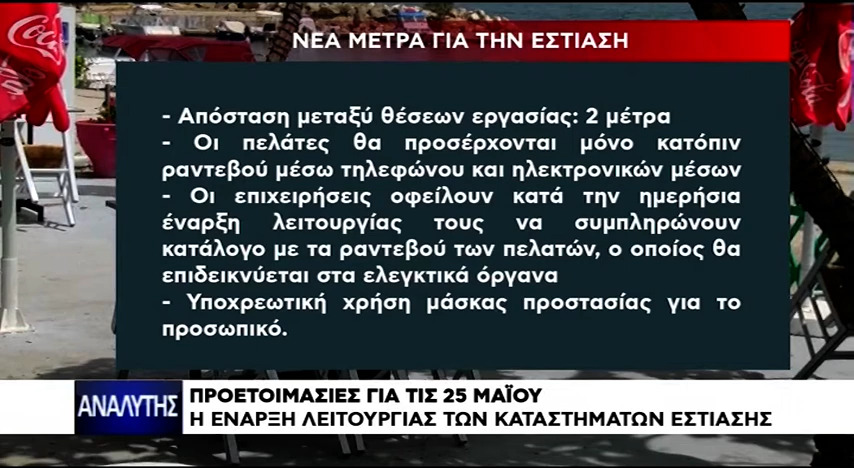 Coca-Cola
ΝΕΑ ΜΕΤΡΑ ΓΙΑ ΤΗΝ ΕΣΤΙΑΣΗ
- Απόσταση μεταξύ θέσεων εργασίας: 2 μέτρα
- Οι πελάτες θα προσέρχονται μόνο κατόπιν
ραντεβού μέσω τηλεφώνου και ηλεκτρονικών μέσων
- Οι επιχειρήσεις οφείλουν κατά την ημερήσια
έναρξη λειτουργίας τους να συμπληρώνουν
κατάλογο με τα ραντεβού των πελατών, ο οποίος θα
επιδεικνύεται στα ελεγκτικά όργανα
- Υποχρεωτική χρήση μάσκας προστασίας για το
προσωπικό.
ΑΝΑΛΥΤΗΣ
ΠΡΟΕΤΟΙΜΑΣΙΕΣ ΓΙΑ ΤΙΣ 25 ΜΑΪΟΥ
Η ΕΝΑΡΞΗ ΛΕΙΤΟΥΡΓΙΑΣ ΤΩΝ ΚΑΤΑΣΤΗΜΑΤΩΝ ΕΣΤΙΑΣΗΣ